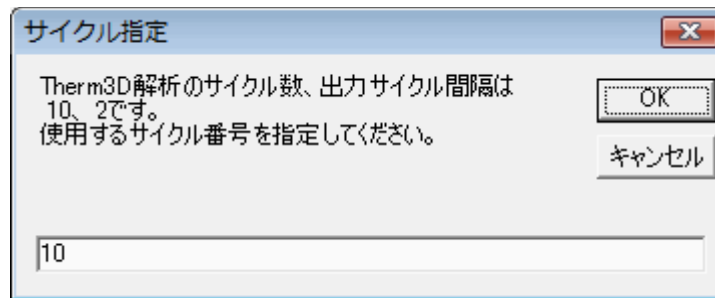 サイクル指定
Therm3D解析のサイクル数、出力サイクル間隔は
10、2です。
使用するサイクル番号を指定してください。
OK
キャンセル
10